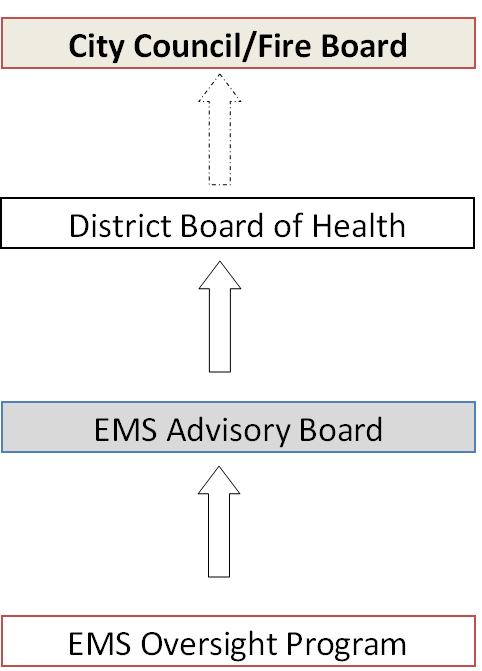 City Council/Fire Board
District Board of Health
EMS Advisory Board
EMS Oversight Program